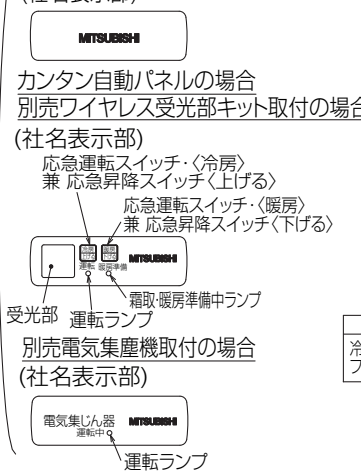 (社名表示部)
MITSUBISHI
カンタン自動パネルの場合
別売ワイヤレス受光部キット取付の場合
(社名表示部)
応急運転スイッチ・〈冷房〉
兼 応急昇降スイッチ〈上げる〉
応急運転スイッチ・〈暖房〉
兼 応急昇降スイッチ〈下げる〉
MITSUBISHI
運転 暖房準備
霜取・暖房準備中ランプ
受光部 運転ランプ
別売電気集塵機取付の場合
(社名表示部)
電気集じん器 MITSUBISHI
運転中
運転ランプ